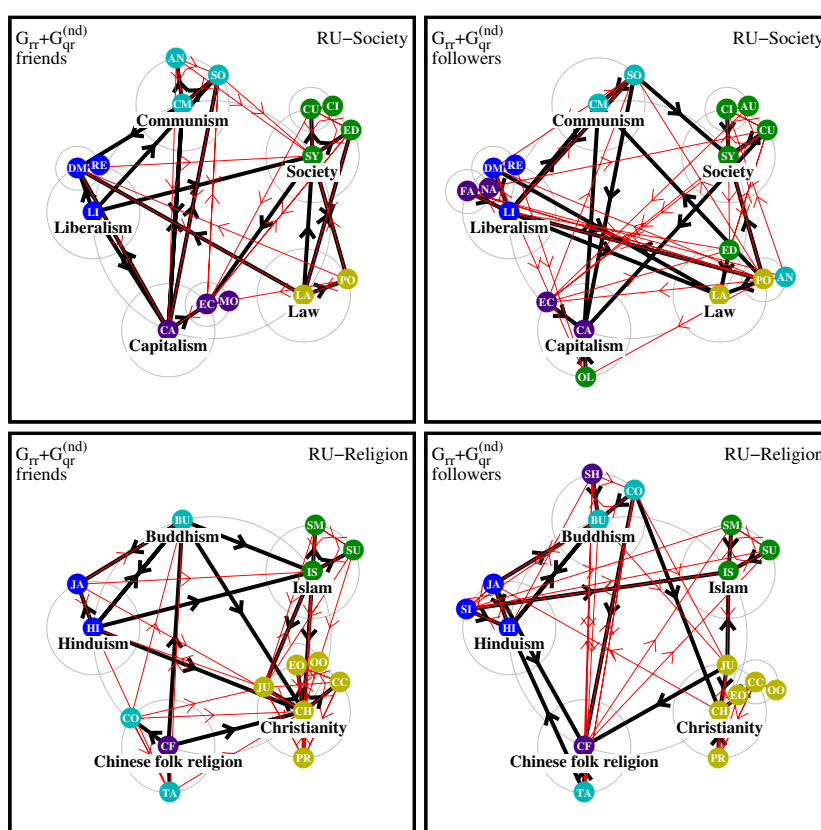 G_rr+G_qr^(nd)
friends
RU−Society
AN
SO
CM
Communism
CU
CI
ED
SY
Society
DM
RE
LI
Liberalism
EC
MO
LA
PO
Law
CA
Capitalism
G_rr+G_qr^(nd)
followers
RU−Society
SO
CM
Communism
CI
AU
CU
SY
Society
DM
RE
FA
NA
LI
Liberalism
ED
PO
AN
EC
LA
Law
CA
Capitalism
OL
G_rr+G_qr^(nd)
friends
RU−Religion
BU
Buddhism
SM
SU
IS
Islam
JA
HI
Hinduism
EO
OO
CC
JU
CO
CH
Christianity
CF
Chinese folk religion
PR
TA
G_rr+G_qr^(nd)
followers
RU−Religion
SH
CO
BU
Buddhism
SM
SU
IS
Islam
JA
SI
HI
Hinduism
JU
CC
EO
OO
CH
Christianity
CF
Chinese folk religion
PR
TA